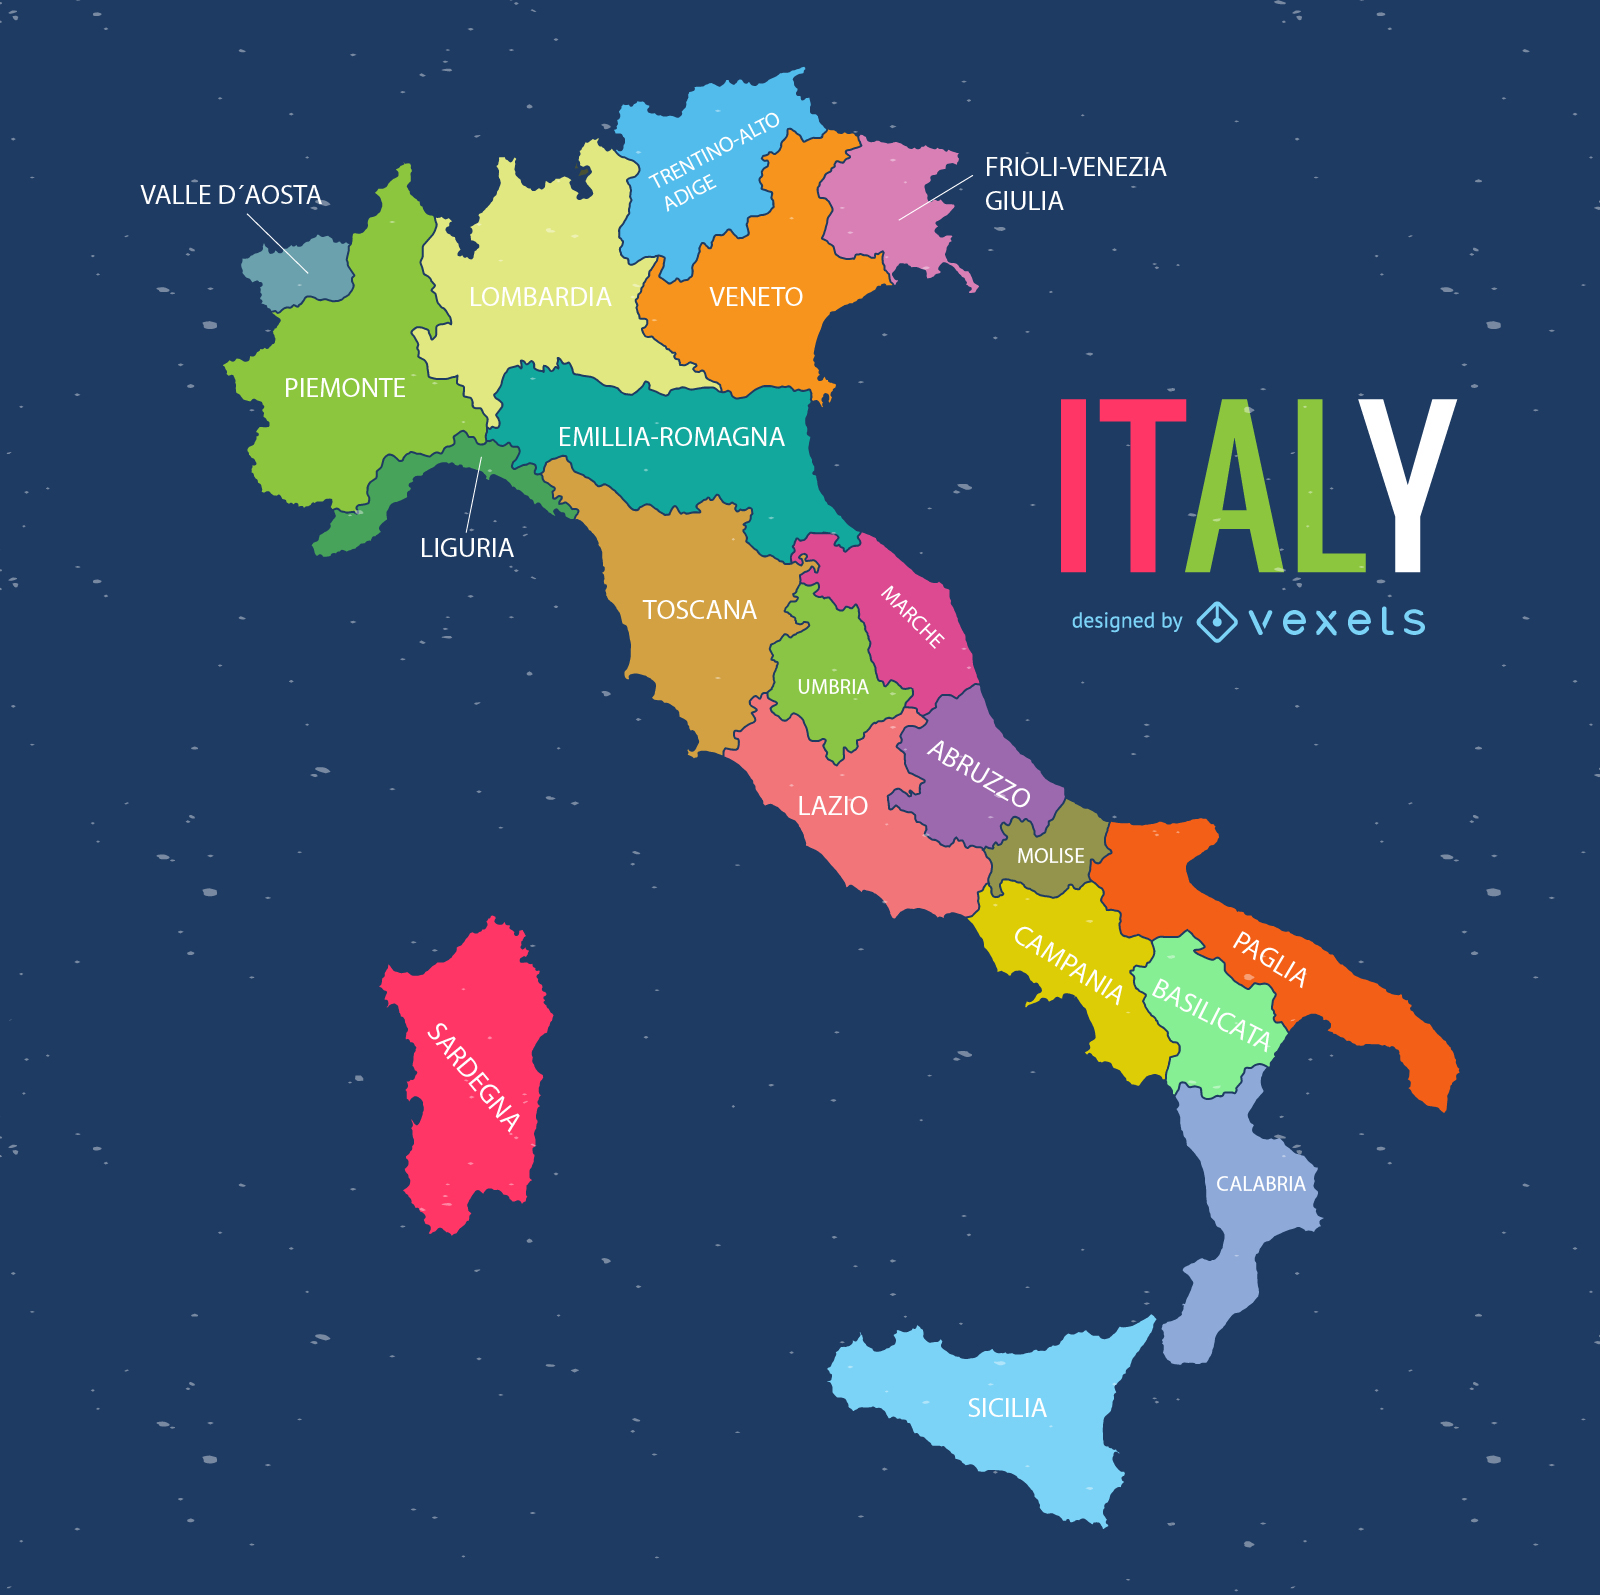 TRENTINO-ALTO
ADIGE
FRIOLI-VENEZIA
GIULIA
VALLE D´AOSTA
LOMBARDIA
VENETO
PIEMONTE
EMILLIA-ROMAGNA
LIGURIA
ITALY
designed by vexels
TOSCANA
MARCHE
UMBRIA
ABRUZZO
LAZIO
MOLISE
CAMPANIA
PAGLIA
BASILICATA
SARDEGNA
CALABRIA
SICILIA